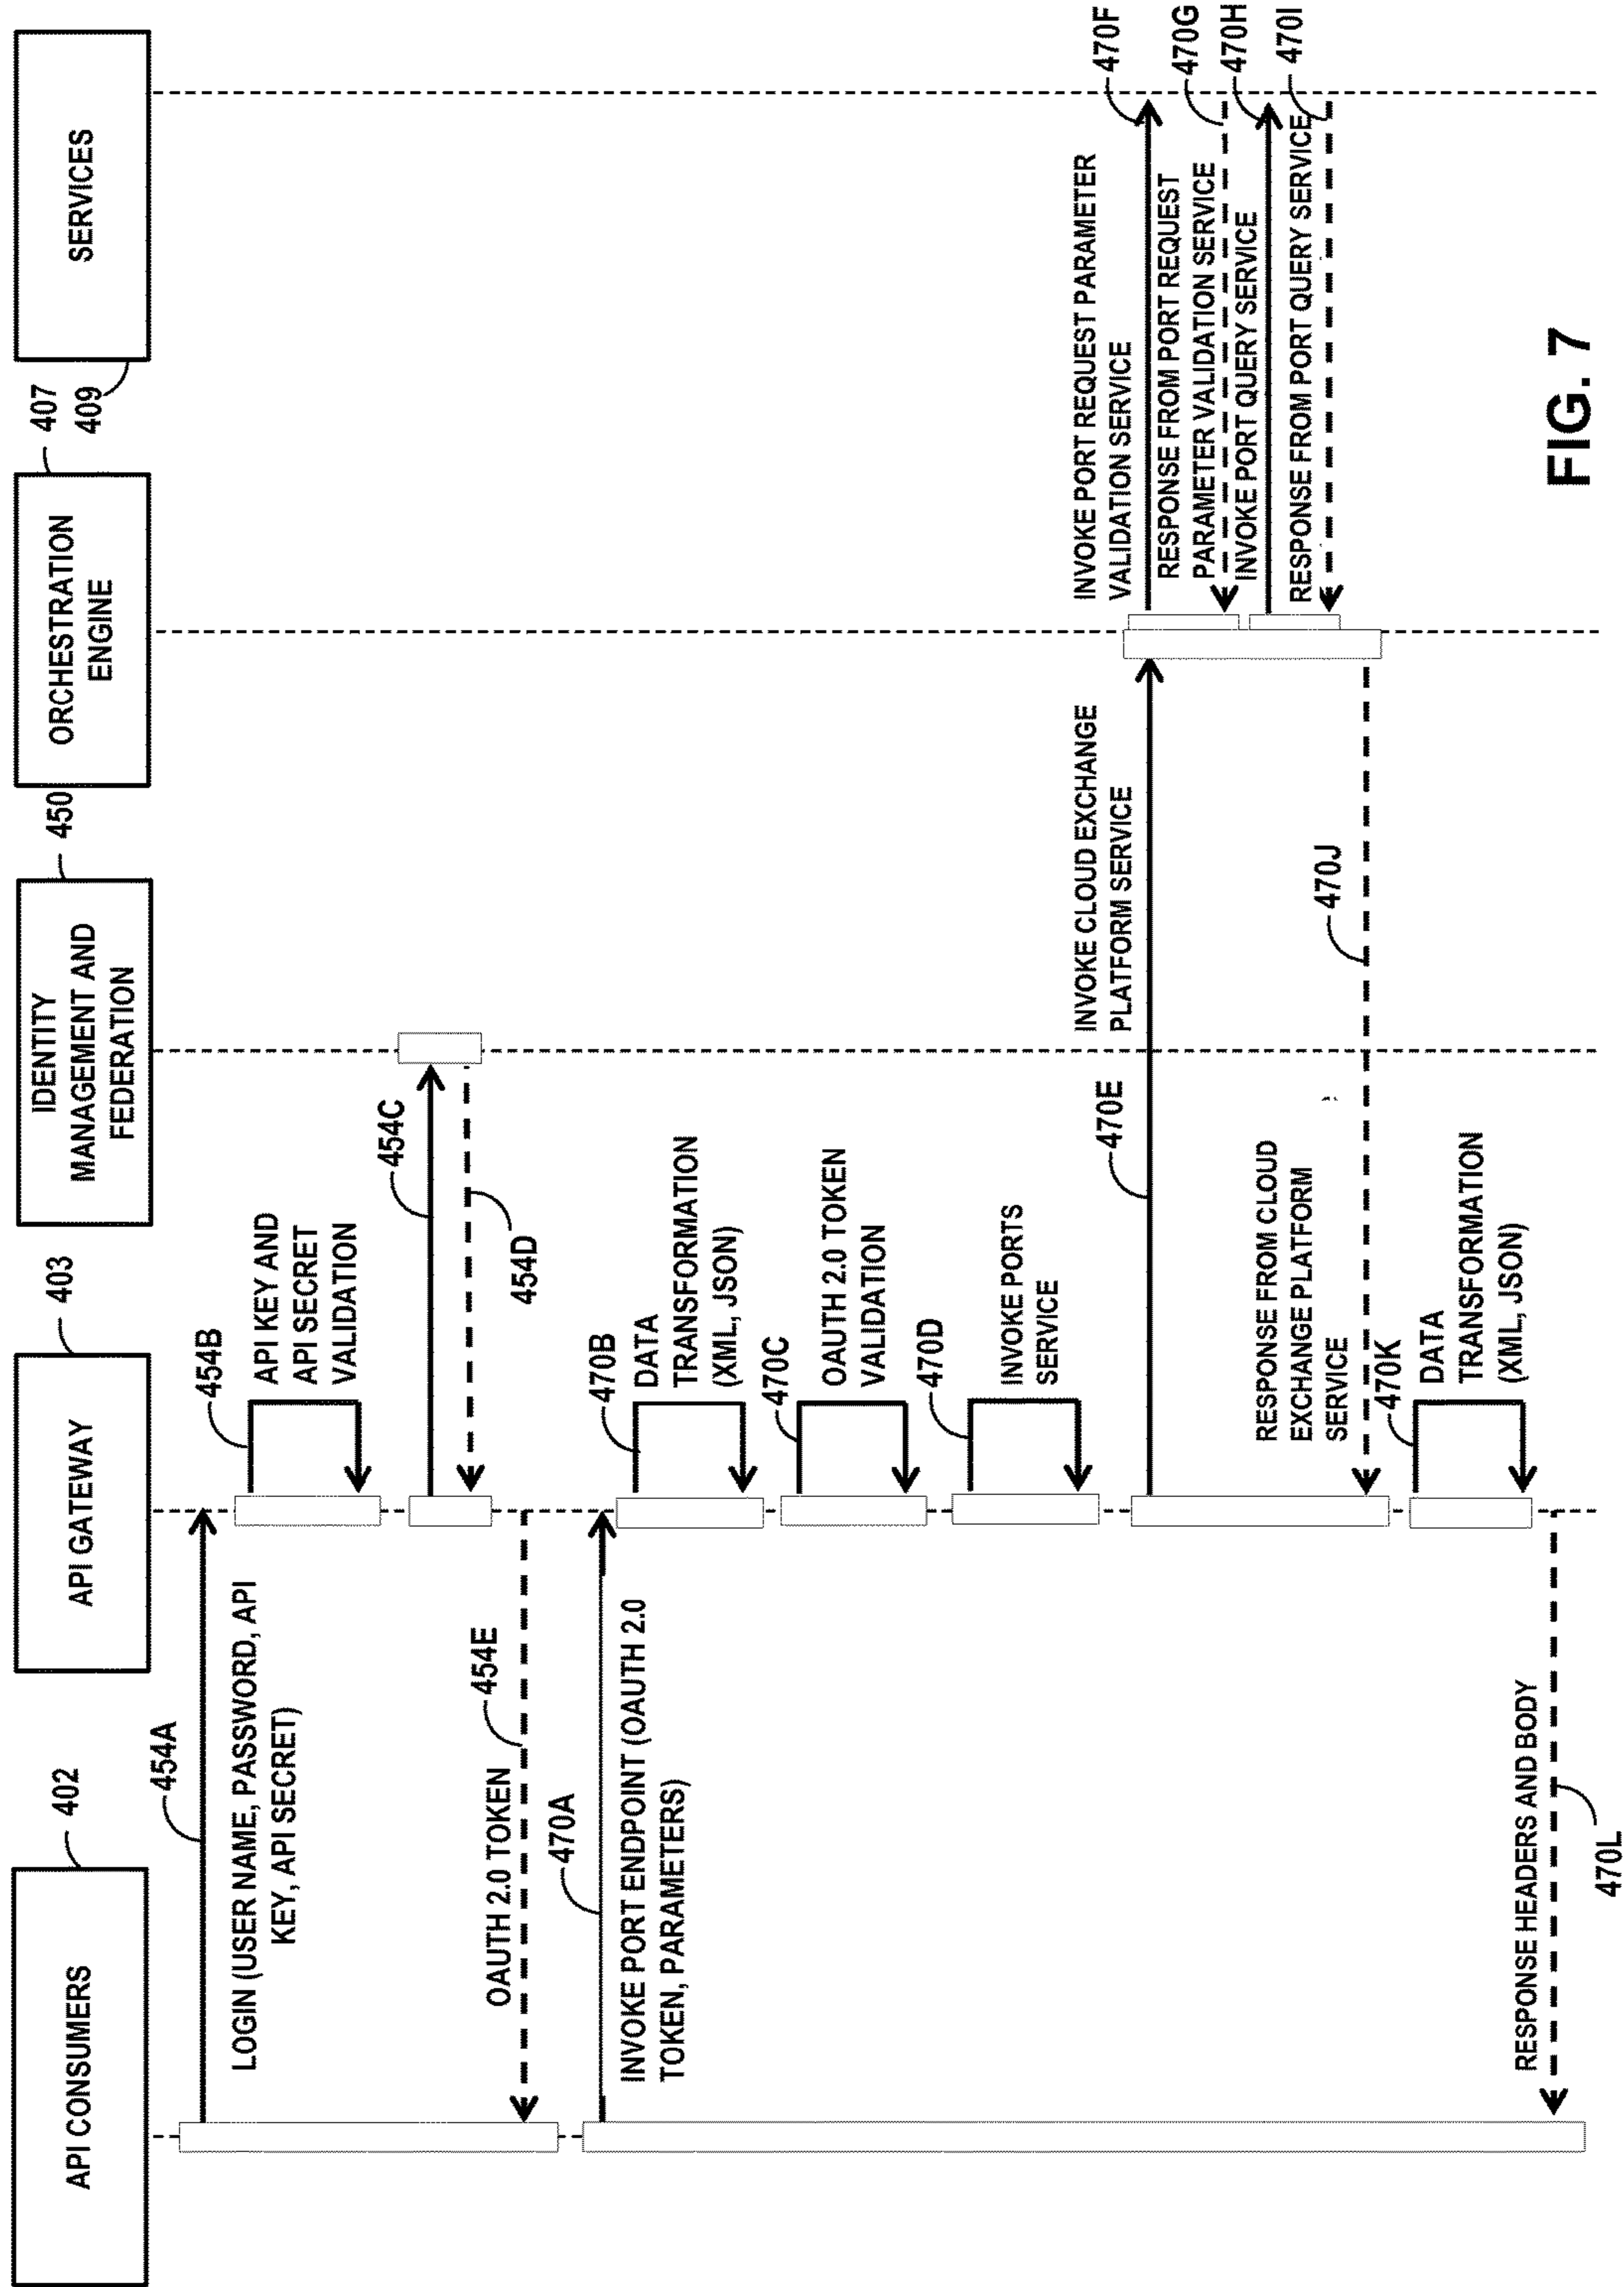 API CONSUMERS
402
API GATEWAY
403
IDENTITY
MANAGEMENT AND
FEDERATION
450
ORCHESTRATION
ENGINE
407
SERVICES
409
454A
LOGIN (USER NAME, PASSWORD, API
KEY, API SECRET)
454B
API KEY AND
API SECRET
VALIDATION
454C
454D
454E
OAUTH 2.0 TOKEN
470A
INVOKE PORT ENDPOINT (OAUTH 2.0
TOKEN, PARAMETERS)
470B
DATA
TRANSFORMATION
(XML, JSON)
470C
OAUTH 2.0 TOKEN
VALIDATION
470D
INVOKE PORTS
SERVICE
470E
INVOKE CLOUD EXCHANGE
PLATFORM SERVICE
INVOKE PORT REQUEST PARAMETER
VALIDATION SERVICE
470F
RESPONSE FROM PORT REQUEST
PARAMETER VALIDATION SERVICE
470G
INVOKE PORT QUERY SERVICE
470H
RESPONSE FROM PORT QUERY SERVICE
470I
470J
RESPONSE FROM CLOUD
EXCHANGE PLATFORM
SERVICE
470K
DATA
TRANSFORMATION
(XML, JSON)
RESPONSE HEADERS AND BODY
470L
FIG. 7